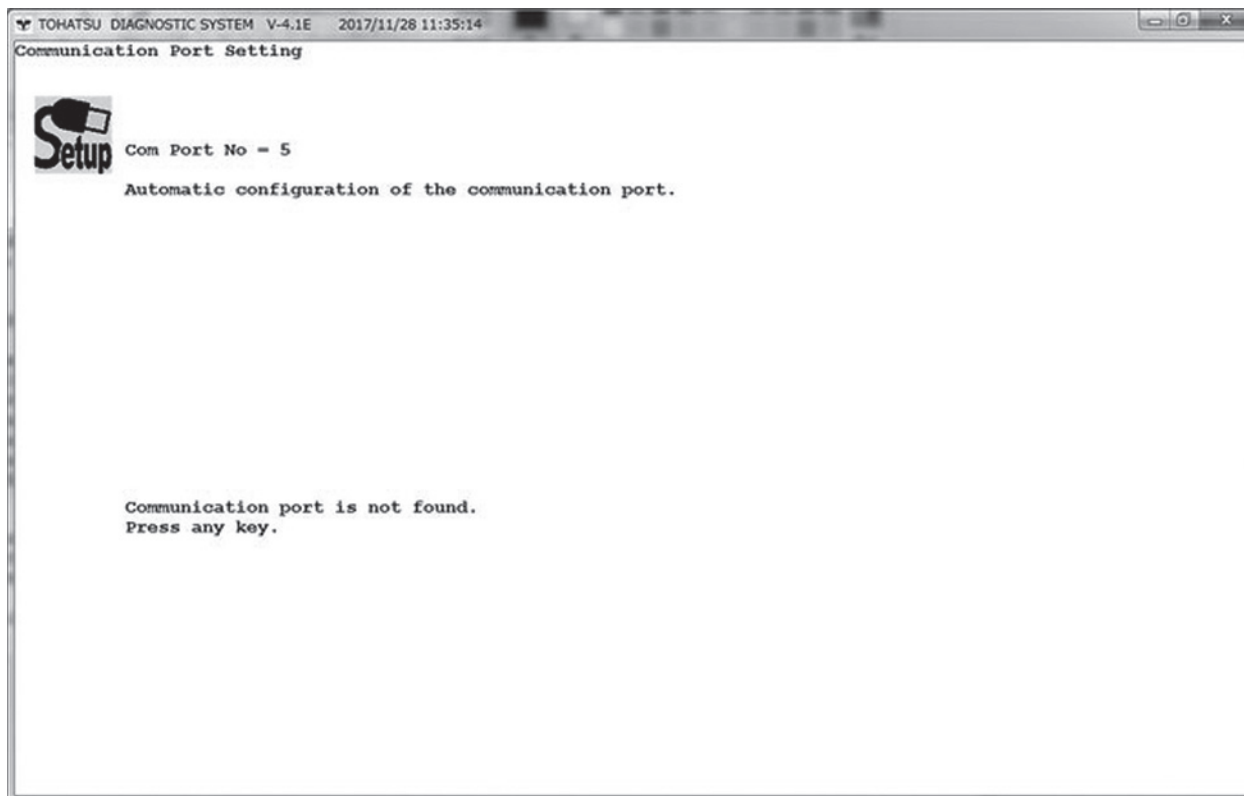 TOHATSU DIAGNOSTIC SYSTEM V-4.1E 2017/11/28 11:35:14
Communication Port Setting
Setup
Com Port No = 5
Automatic configuration of the communication port.
Communication port is not found.
Press any key.